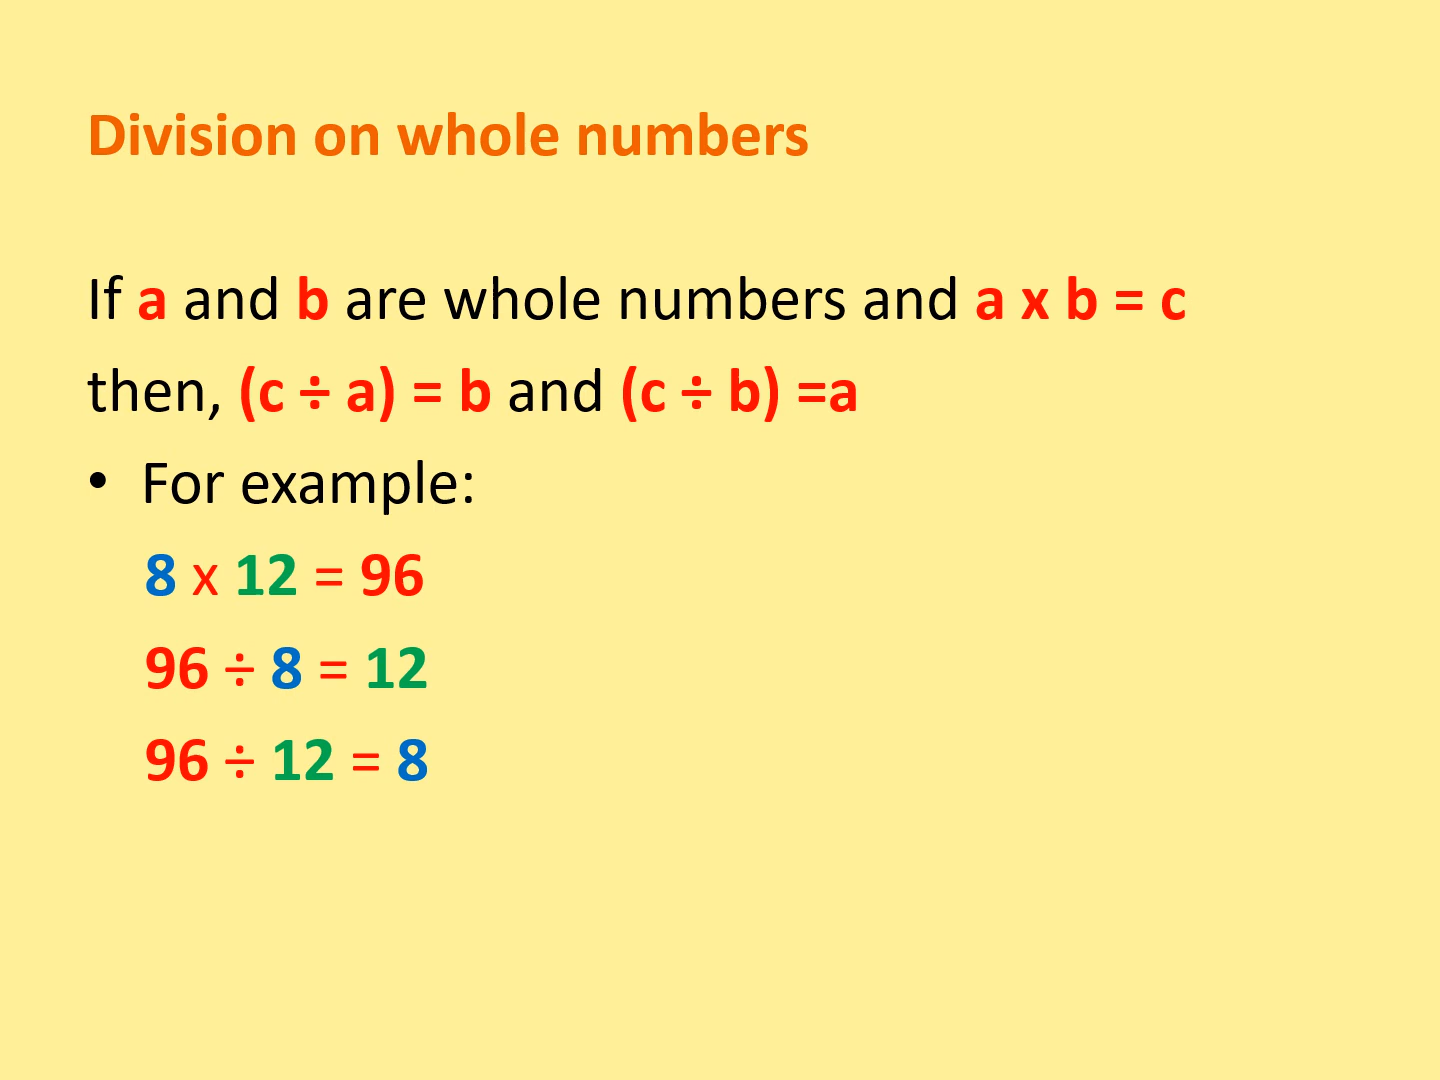 Division on whole numbers
If a and b are whole numbers and a x b = c
then, (c ÷ a) = b and (c ÷ b) =a
• For example:
8 x 12 = 96
96 ÷ 8 = 12
96 ÷ 12 = 8